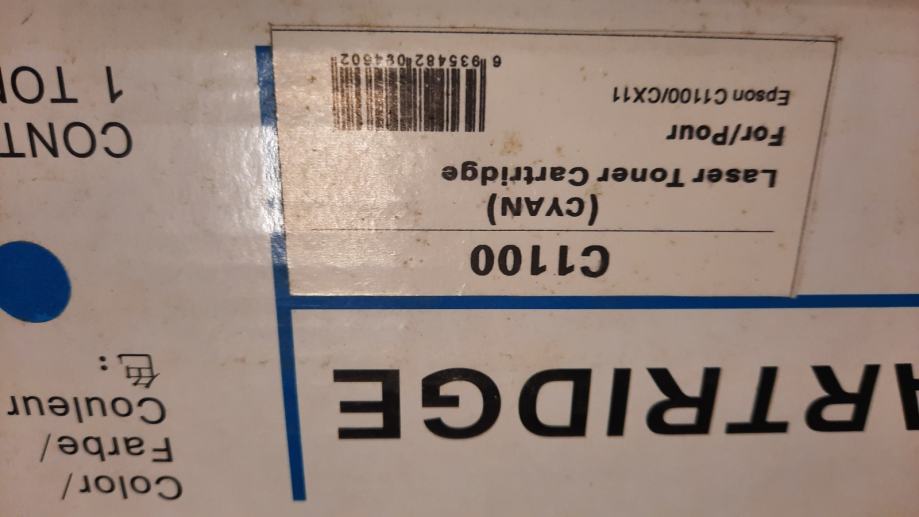 ARTRIDGE
C1100
(CYAN)
Laser Toner Cartridge
For/Pour
Epson C1100/CX11
6 935482
Color/
Farbe/
Couleur
色:
CONT
1 TO